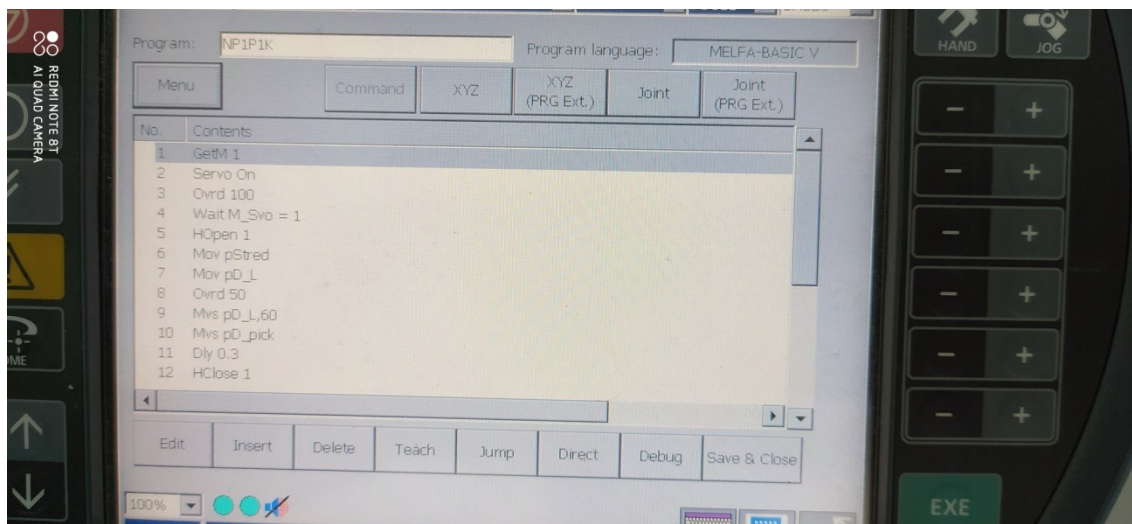 HAND
JOG
REDMI NOTE 8T
AI QUAD CAMERA
Program: NP1P1K Program language: MELFA-BASIC V
Menu Command XYZ XYZ (PRG Ext.) Joint Joint (PRG Ext.)
No. Contents
1 GetM 1
2 Servo On
3 Ovrd 100
4 Wait M_Svo = 1
5 HOpen 1
6 Mov pStred
7 Mov pD_L
8 Ovrd 50
9 Mvs pD_L,60
10 Mvs pD_pick
11 Dly 0.3
12 HClose 1
Edit Insert Delete Teach Jump Direct Debug Save & Close
100%
- +
- +
- +
- +
- +
- +
EXE